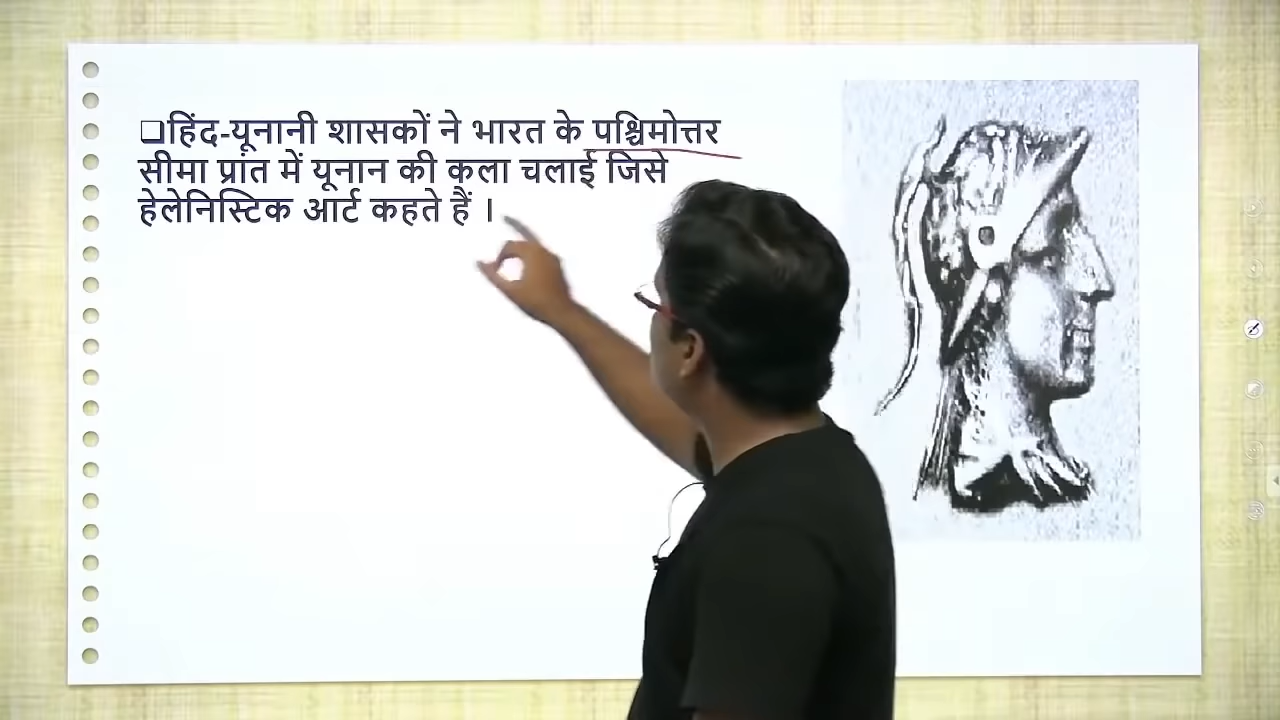 ❑हिंद-यूनानी शासकों ने भारत के पश्चिमोत्तर
सीमा प्रांत में यूनान की कला चलाई जिसे
हेलेनिस्टिक आर्ट कहते हैं ।